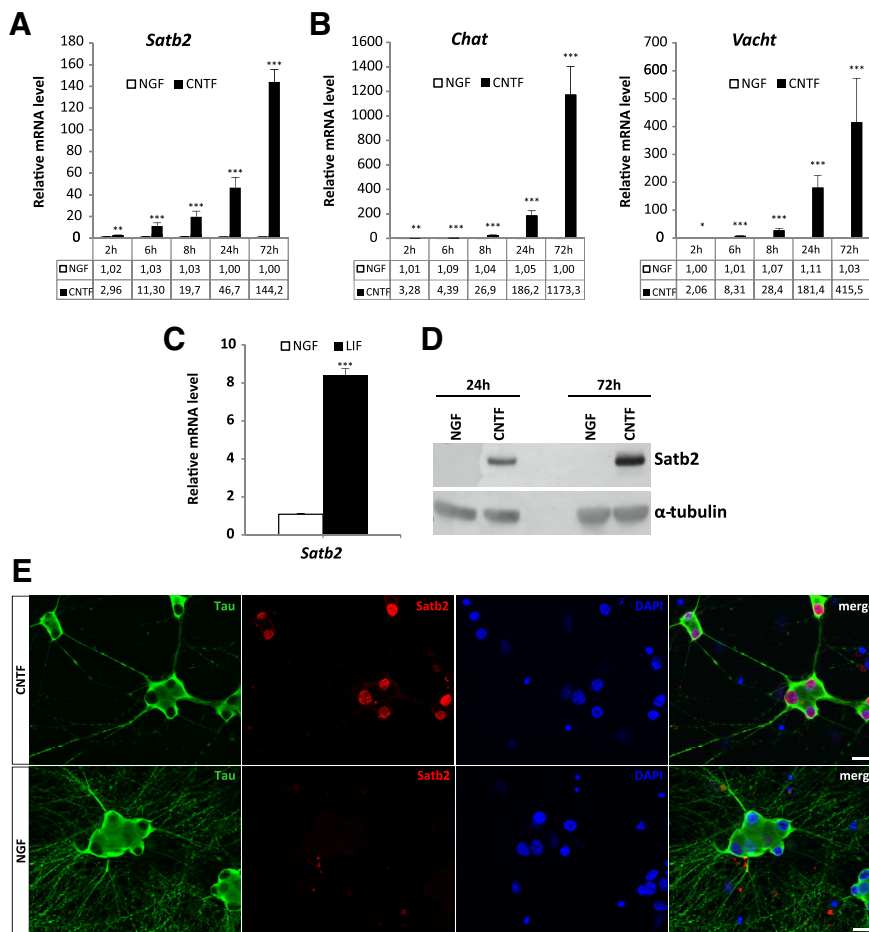 A
Satb2
Relative mRNA level
180
160
140
120
100
80
60
40
20
0
NGF CNTF
** *** *** *** ***
2h 6h 8h 24h 72h
NGF 1,02 1,03 1,03 1,00 1,00
CNTF 2,96 11,30 19,7 46,7 144,2
B
Chat
Relative mRNA level
1600
1400
1200
1000
800
600
400
200
0
NGF CNTF
** *** *** *** ***
2h 6h 8h 24h 72h
NGF 1,01 1,09 1,04 1,05 1,00
CNTF 3,28 4,39 26,9 186,2 1173,3
Vacht
Relative mRNA level
700
600
500
400
300
200
100
0
NGF CNTF
* *** *** *** ***
2h 6h 8h 24h 72h
NGF 1,00 1,01 1,07 1,11 1,03
CNTF 2,06 8,31 28,4 181,4 415,5
C
NGF LIF
Relative mRNA level
10
8
6
4
2
0
***
Satb2
D
24h 72h
NGF CNTF NGF CNTF
Satb2
α-tubulin
E
CNTF
Tau Satb2 DAPI merge
NGF
Tau Satb2 DAPI merge